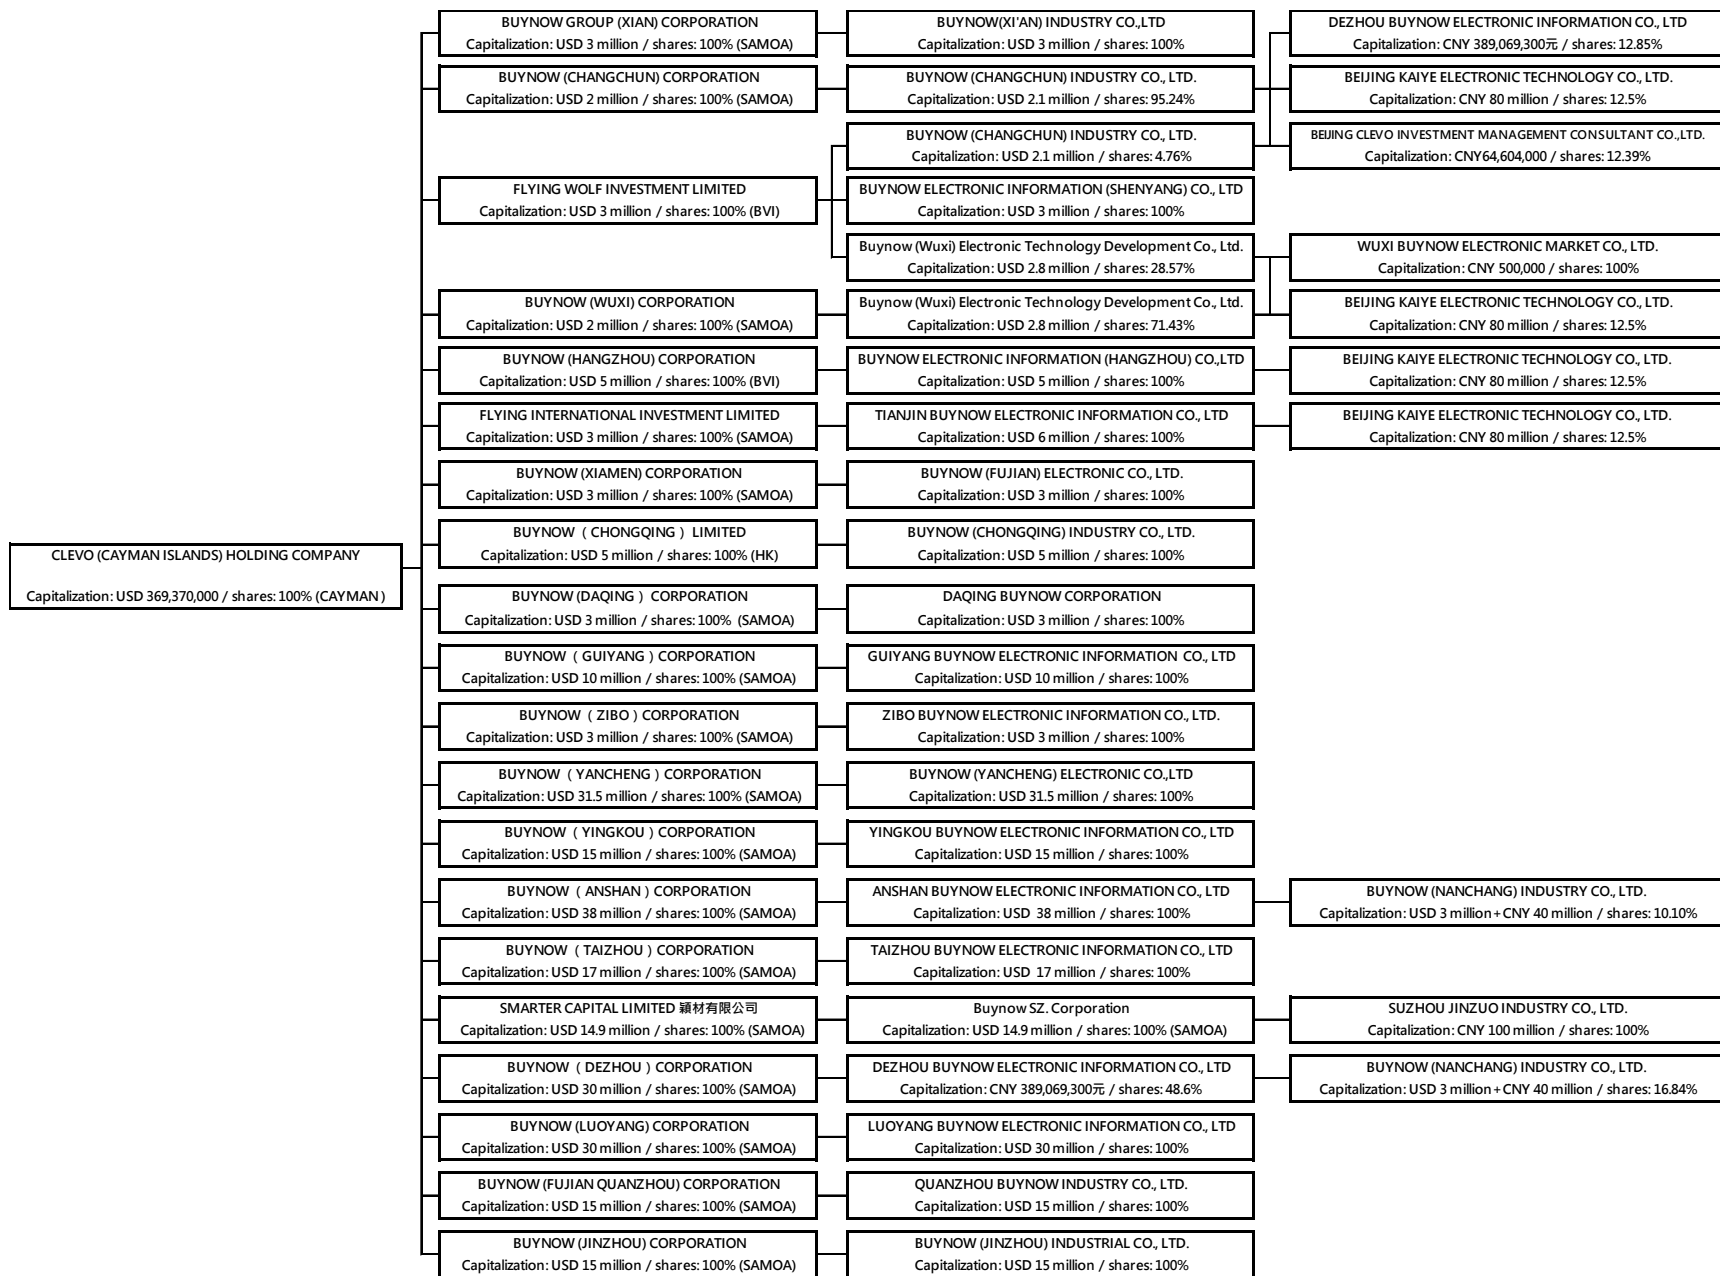 BUYNOW GROUP (XIAN) CORPORATION
Capitalization: USD 3 million / shares: 100% (SAMOA)
BUYNOW(XI'AN) INDUSTRY CO.,LTD
Capitalization: USD 3 million / shares: 100%
DEZHOU BUYNOW ELECTRONIC INFORMATION CO., LTD
Capitalization: CNY 389,069,300元 / shares: 12.85%
BUYNOW (CHANGCHUN) CORPORATION
Capitalization: USD 2 million / shares: 100% (SAMOA)
BUYNOW (CHANGCHUN) INDUSTRY CO., LTD.
Capitalization: USD 2.1 million / shares: 95.24%
BEIJING KAIYE ELECTRONIC TECHNOLOGY CO., LTD.
Capitalization: CNY 80 million / shares: 12.5%
BUYNOW (CHANGCHUN) INDUSTRY CO., LTD.
Capitalization: USD 2.1 million / shares: 4.76%
BEIJING CLEVO INVESTMENT MANAGEMENT CONSULTANT CO.,LTD.
Capitalization: CNY64,604,000 / shares: 12.39%
FLYING WOLF INVESTMENT LIMITED
Capitalization: USD 3 million / shares: 100% (BVI)
BUYNOW ELECTRONIC INFORMATION (SHENYANG) CO., LTD
Capitalization: USD 3 million / shares: 100%
Buynow (Wuxi) Electronic Technology Development Co., Ltd.
Capitalization: USD 2.8 million / shares: 28.57%
WUXI BUYNOW ELECTRONIC MARKET CO., LTD.
Capitalization: CNY 500,000 / shares: 100%
BUYNOW (WUXI) CORPORATION
Capitalization: USD 2 million / shares: 100% (SAMOA)
Buynow (Wuxi) Electronic Technology Development Co., Ltd.
Capitalization: USD 2.8 million / shares: 71.43%
BEIJING KAIYE ELECTRONIC TECHNOLOGY CO., LTD.
Capitalization: CNY 80 million / shares: 12.5%
BUYNOW (HANGZHOU) CORPORATION
Capitalization: USD 5 million / shares: 100% (BVI)
BUYNOW ELECTRONIC INFORMATION (HANGZHOU) CO.,LTD
Capitalization: USD 5 million / shares: 100%
BEIJING KAIYE ELECTRONIC TECHNOLOGY CO., LTD.
Capitalization: CNY 80 million / shares: 12.5%
FLYING INTERNATIONAL INVESTMENT LIMITED
Capitalization: USD 3 million / shares: 100% (SAMOA)
TIANJIN BUYNOW ELECTRONIC INFORMATION CO., LTD
Capitalization: USD 6 million / shares: 100%
BEIJING KAIYE ELECTRONIC TECHNOLOGY CO., LTD.
Capitalization: CNY 80 million / shares: 12.5%
BUYNOW (XIAMEN) CORPORATION
Capitalization: USD 3 million / shares: 100% (SAMOA)
BUYNOW (FUJIAN) ELECTRONIC CO., LTD.
Capitalization: USD 3 million / shares: 100%
BUYNOW（CHONGQING）LIMITED
Capitalization: USD 5 million / shares: 100% (HK)
BUYNOW (CHONGQING) INDUSTRY CO., LTD.
Capitalization: USD 5 million / shares: 100%
CLEVO (CAYMAN ISLANDS) HOLDING COMPANY
Capitalization: USD 369,370,000 / shares: 100% (CAYMAN )
BUYNOW (DAQING ）CORPORATION
Capitalization: USD 3 million / shares: 100% (SAMOA)
DAQING BUYNOW CORPORATION
Capitalization: USD 3 million / shares: 100%
BUYNOW（GUIYANG）CORPORATION
Capitalization: USD 10 million / shares: 100% (SAMOA)
GUIYANG BUYNOW ELECTRONIC INFORMATION CO., LTD
Capitalization: USD 10 million / shares: 100%
BUYNOW（ZIBO）CORPORATION
Capitalization: USD 3 million / shares: 100% (SAMOA)
ZIBO BUYNOW ELECTRONIC INFORMATION CO., LTD.
Capitalization: USD 3 million / shares: 100%
BUYNOW（YANCHENG）CORPORATION
Capitalization: USD 31.5 million / shares: 100% (SAMOA)
BUYNOW (YANCHENG) ELECTRONIC CO.,LTD
Capitalization: USD 31.5 million / shares: 100%
BUYNOW（YINGKOU）CORPORATION
Capitalization: USD 15 million / shares: 100% (SAMOA)
YINGKOU BUYNOW ELECTRONIC INFORMATION CO., LTD
Capitalization: USD 15 million / shares: 100%
BUYNOW（ANSHAN）CORPORATION
Capitalization: USD 38 million / shares: 100% (SAMOA)
ANSHAN BUYNOW ELECTRONIC INFORMATION CO., LTD
Capitalization: USD 38 million / shares: 100%
BUYNOW (NANCHANG) INDUSTRY CO., LTD.
Capitalization: USD 3 million+CNY 40 million / shares: 10.10%
BUYNOW（TAIZHOU）CORPORATION
Capitalization: USD 17 million / shares: 100% (SAMOA)
TAIZHOU BUYNOW ELECTRONIC INFORMATION CO., LTD
Capitalization: USD 17 million / shares: 100%
SMARTER CAPITAL LIMITED 穎材有限公司
Capitalization: USD 14.9 million / shares: 100% (SAMOA)
Buynow SZ. Corporation
Capitalization: USD 14.9 million / shares: 100% (SAMOA)
SUZHOU JINZUO INDUSTRY CO., LTD.
Capitalization: CNY 100 million / shares: 100%
BUYNOW（DEZHOU）CORPORATION
Capitalization: USD 30 million / shares: 100% (SAMOA)
DEZHOU BUYNOW ELECTRONIC INFORMATION CO., LTD
Capitalization: CNY 389,069,300元 / shares: 48.6%
BUYNOW (NANCHANG) INDUSTRY CO., LTD.
Capitalization: USD 3 million+CNY 40 million / shares: 16.84%
BUYNOW (LUOYANG) CORPORATION
Capitalization: USD 30 million / shares: 100% (SAMOA)
LUOYANG BUYNOW ELECTRONIC INFORMATION CO., LTD
Capitalization: USD 30 million / shares: 100%
BUYNOW (FUJIAN QUANZHOU) CORPORATION
Capitalization: USD 15 million / shares: 100% (SAMOA)
QUANZHOU BUYNOW INDUSTRY CO., LTD.
Capitalization: USD 15 million / shares: 100%
BUYNOW (JINZHOU) CORPORATION
Capitalization: USD 15 million / shares: 100% (SAMOA)
BUYNOW (JINZHOU) INDUSTRIAL CO., LTD.
Capitalization: USD 15 million / shares: 100%